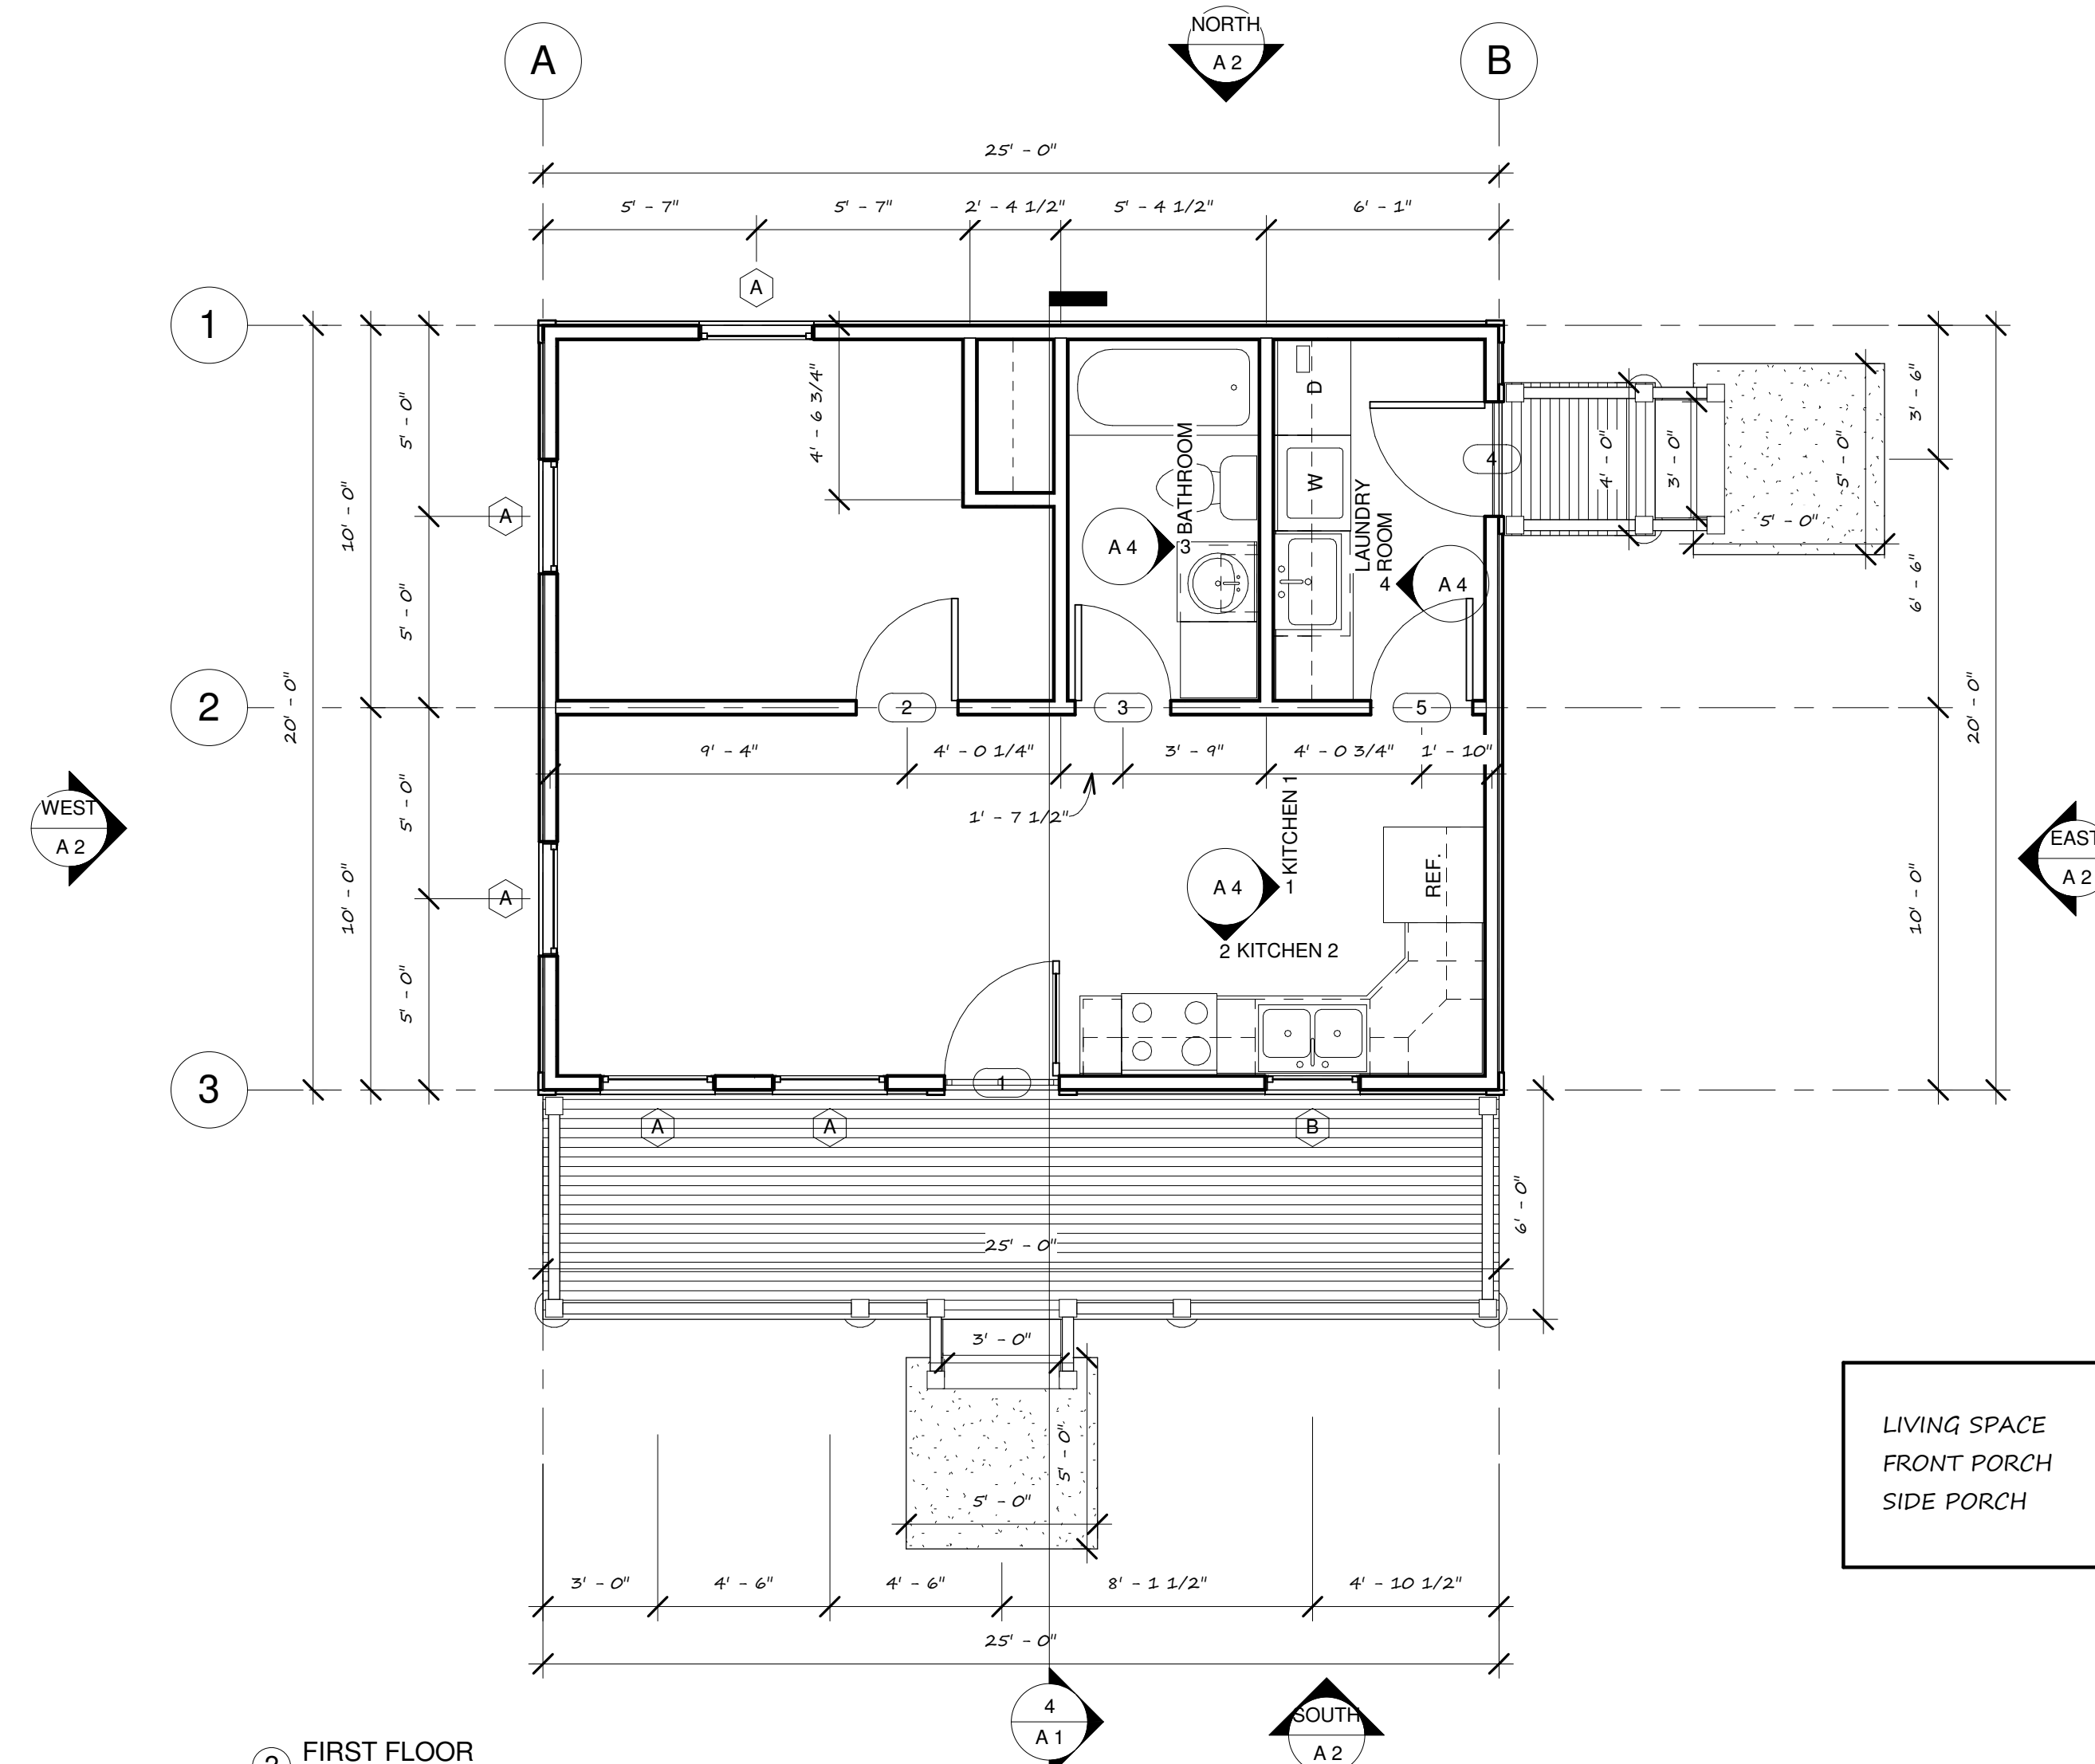 NORTH
A 2
A
B
25' - 0"
5' - 7"
5' - 7"
2' - 4 1/2"
5' - 4 1/2"
6' - 1"
A
1
4' - 6 3/4"
D
W
3 BATHROOM
A 4
LAUNDRY
ROOM
4
A 4
4
4' - 0"
3' - 0"
5' - 0"
5' - 0"
3' - 6"
6' - 6"
20' - 0"
10' - 0"
5' - 0"
A
5' - 0"
10' - 0"
20' - 0"
2
2
3
5
9' - 4"
4' - 0 1/4"
3' - 9"
4' - 0 3/4"
1' - 10"
1' - 7 1/2"
WEST
A 2
5' - 0"
A
10' - 0"
5' - 0"
A 4
1 KITCHEN 1
2 KITCHEN 2
REF.
EAST
A 2
3
1
A
A
B
25' - 0"
6' - 0"
3' - 0"
5' - 0"
5' - 0"
LIVING SPACE
FRONT PORCH
SIDE PORCH
3' - 0"
4' - 6"
4' - 6"
8' - 1 1/2"
4' - 10 1/2"
25' - 0"
4
A 1
SOUTH
A 2
FIRST FLOOR